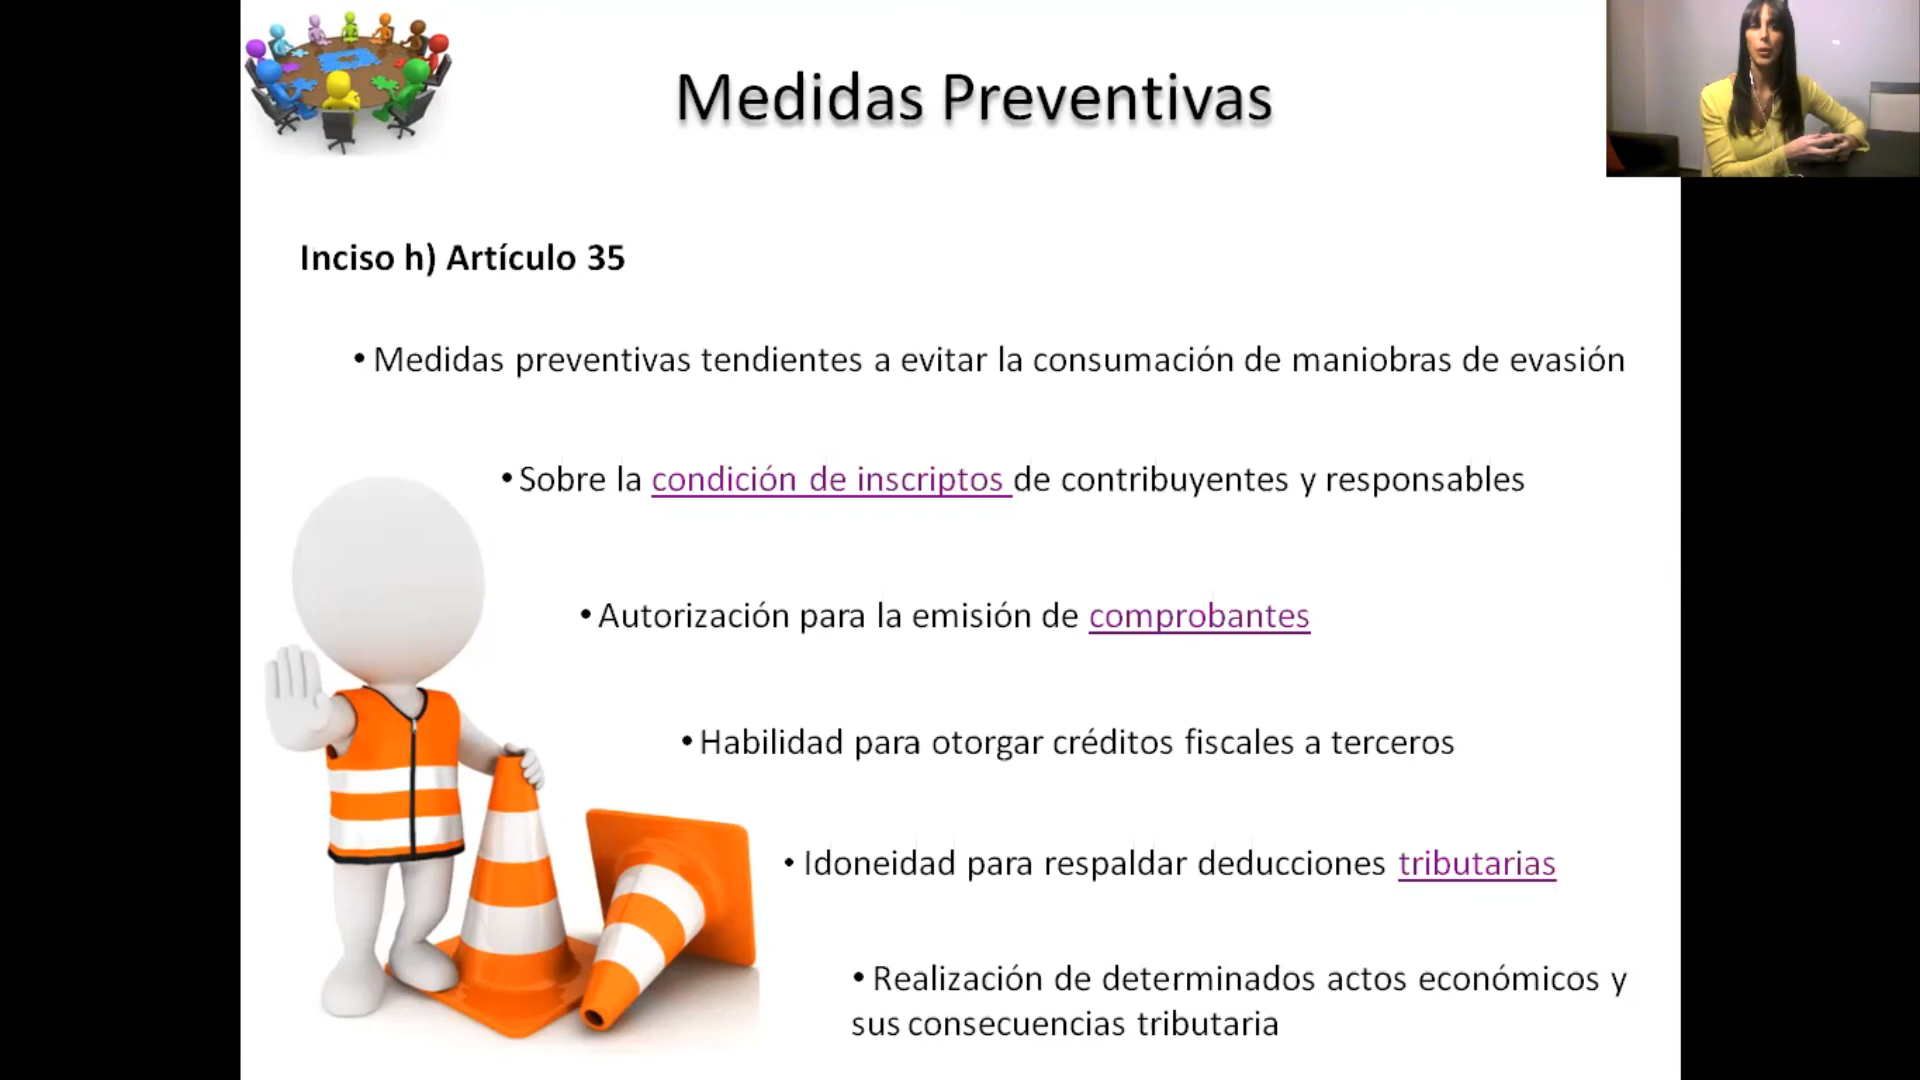 Medidas Preventivas
Inciso h) Artículo 35
• Medidas preventivas tendientes a evitar la consumación de maniobras de evasión
• Sobre la condición de inscriptos de contribuyentes y responsables
• Autorización para la emisión de comprobantes
• Habilidad para otorgar créditos fiscales a terceros
• Idoneidad para respaldar deducciones tributarias
• Realización de determinados actos económicos y
sus consecuencias tributaria